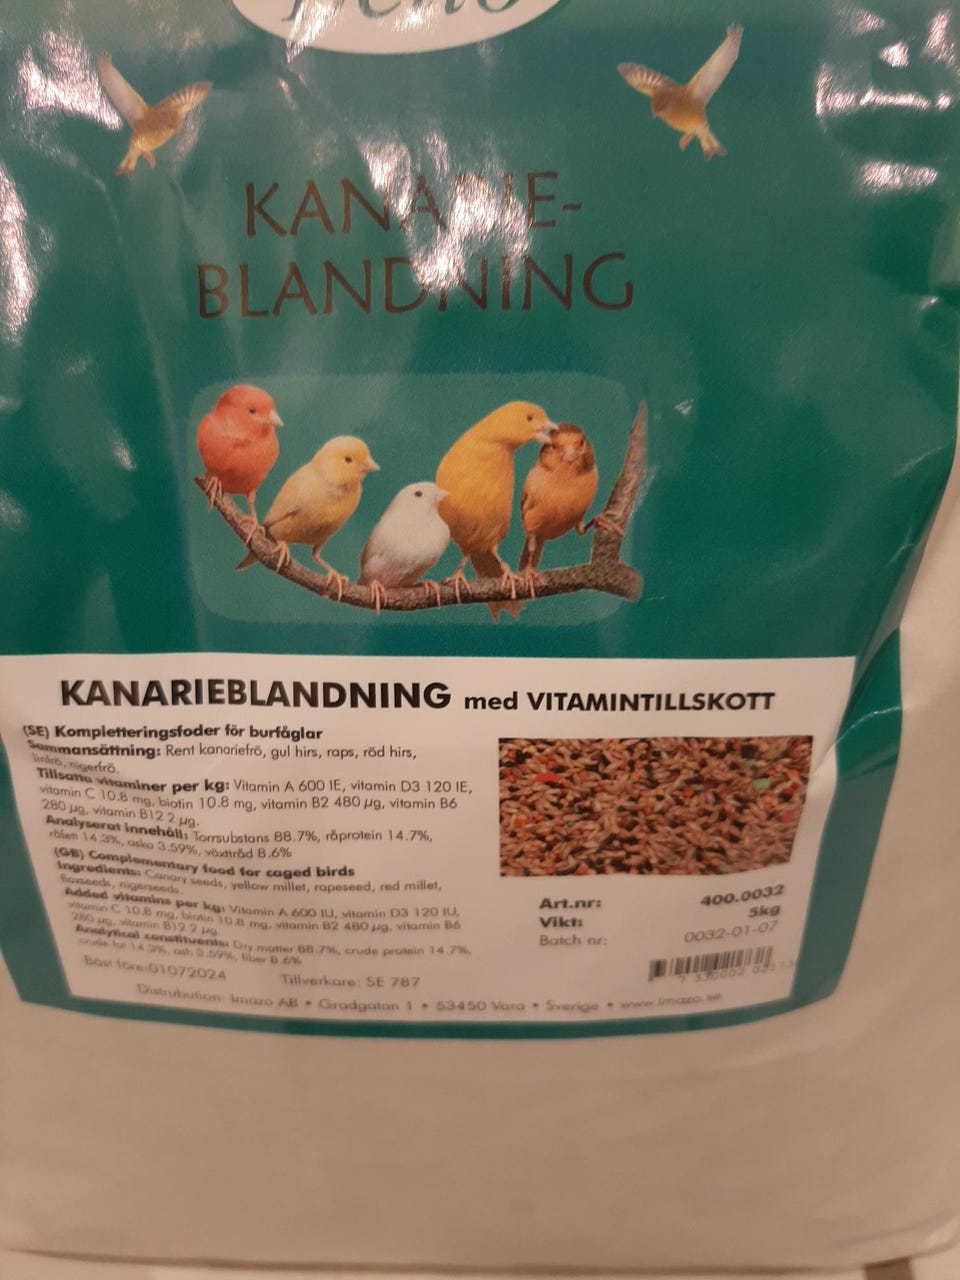 KANARIE-
BLANDNING
KANARIEBLANDNING med VITAMINTILLSKOTT
(SE) Kompletteringsfoder för burfåglar
Sammansättning: Rent kanariefrö, gul hirs, raps, röd hirs,
linfrö, nigerfrö.
Tillsatta vitaminer per kg: Vitamin A 600 IE, vitamin D3 120 IE,
vitamin C 10.8 mg, biotin 10.8 mg, vitamin B2 480 µg, vitamin B6
280 µg, vitamin B12 2 µg.
Analyserat innehåll: Torrsubstans 88.7%, råprotein 14.7%,
råfett 14.3%, aska 3.59%, växttråd 8.6%
(GB) Complementary food for caged birds
Ingredients: Canary seeds, yellow millet, rapeseed, red millet,
flaxseeds, nigerseeds.
Added vitamins per kg: Vitamin A 600 IU, vitamin D3 120 IU,
vitamin C 10.8 mg, biotin 10.8 mg, vitamin B2 480 µg, vitamin B6
280 µg, vitamin B12 2 µg.
Analytical constituents: Dry matter 88.7%, crude protein 14.7%,
crude fat 14.3%, ash 3.59%, fiber 8.6%
Bäst före:01072024 Tillverkare: SE 787
Art.nr: 400.0032
Vikt: 5kg
Batch nr: 0032-01-07
Distrubution: Imazo AB • Gradgatan 1 • 53450 Vara • Sverige • www.imazo.se